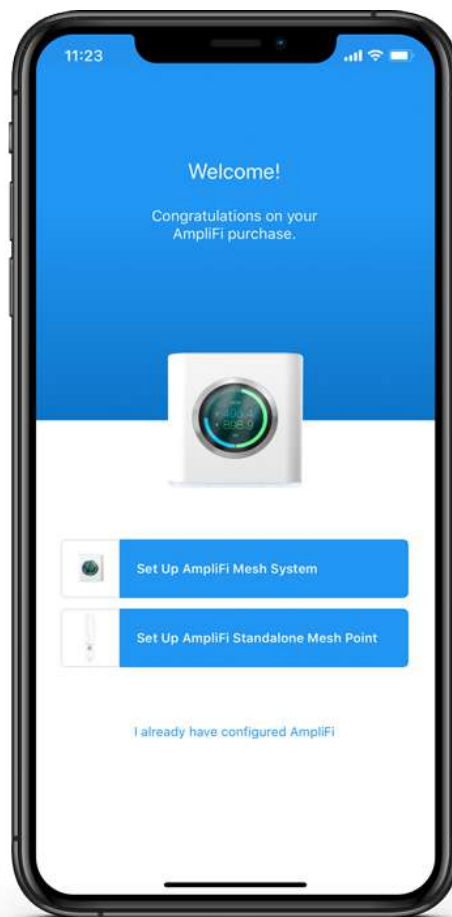 11:23
Welcome!
Congratulations on your
AmpliFi purchase.
Set Up AmpliFi Mesh System
Set Up AmpliFi Standalone Mesh Point
I already have configured AmpliFi